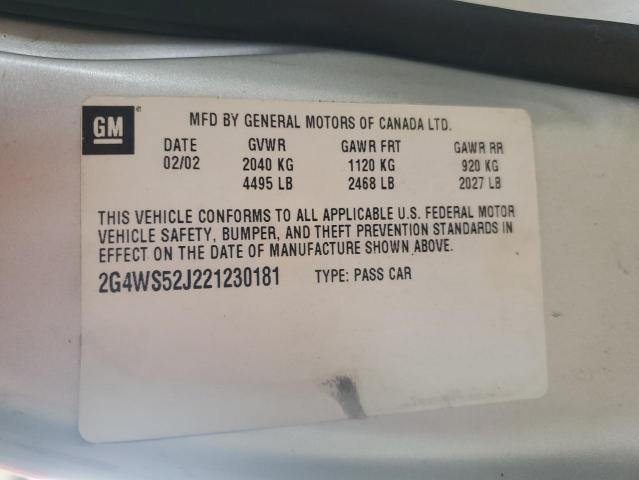 GM ® MFD BY GENERAL MOTORS OF CANADA LTD.
DATE GVWR GAWR FRT GAWR RR
02/02 2040 KG 1120 KG 920 KG
4495 LB 2468 LB 2027 LB
THIS VEHICLE CONFORMS TO ALL APPLICABLE U.S. FEDERAL MOTOR
VEHICLE SAFETY, BUMPER, AND THEFT PREVENTION STANDARDS IN
EFFECT ON THE DATE OF MANUFACTURE SHOWN ABOVE.
2G4WS52J221230181 TYPE: PASS CAR